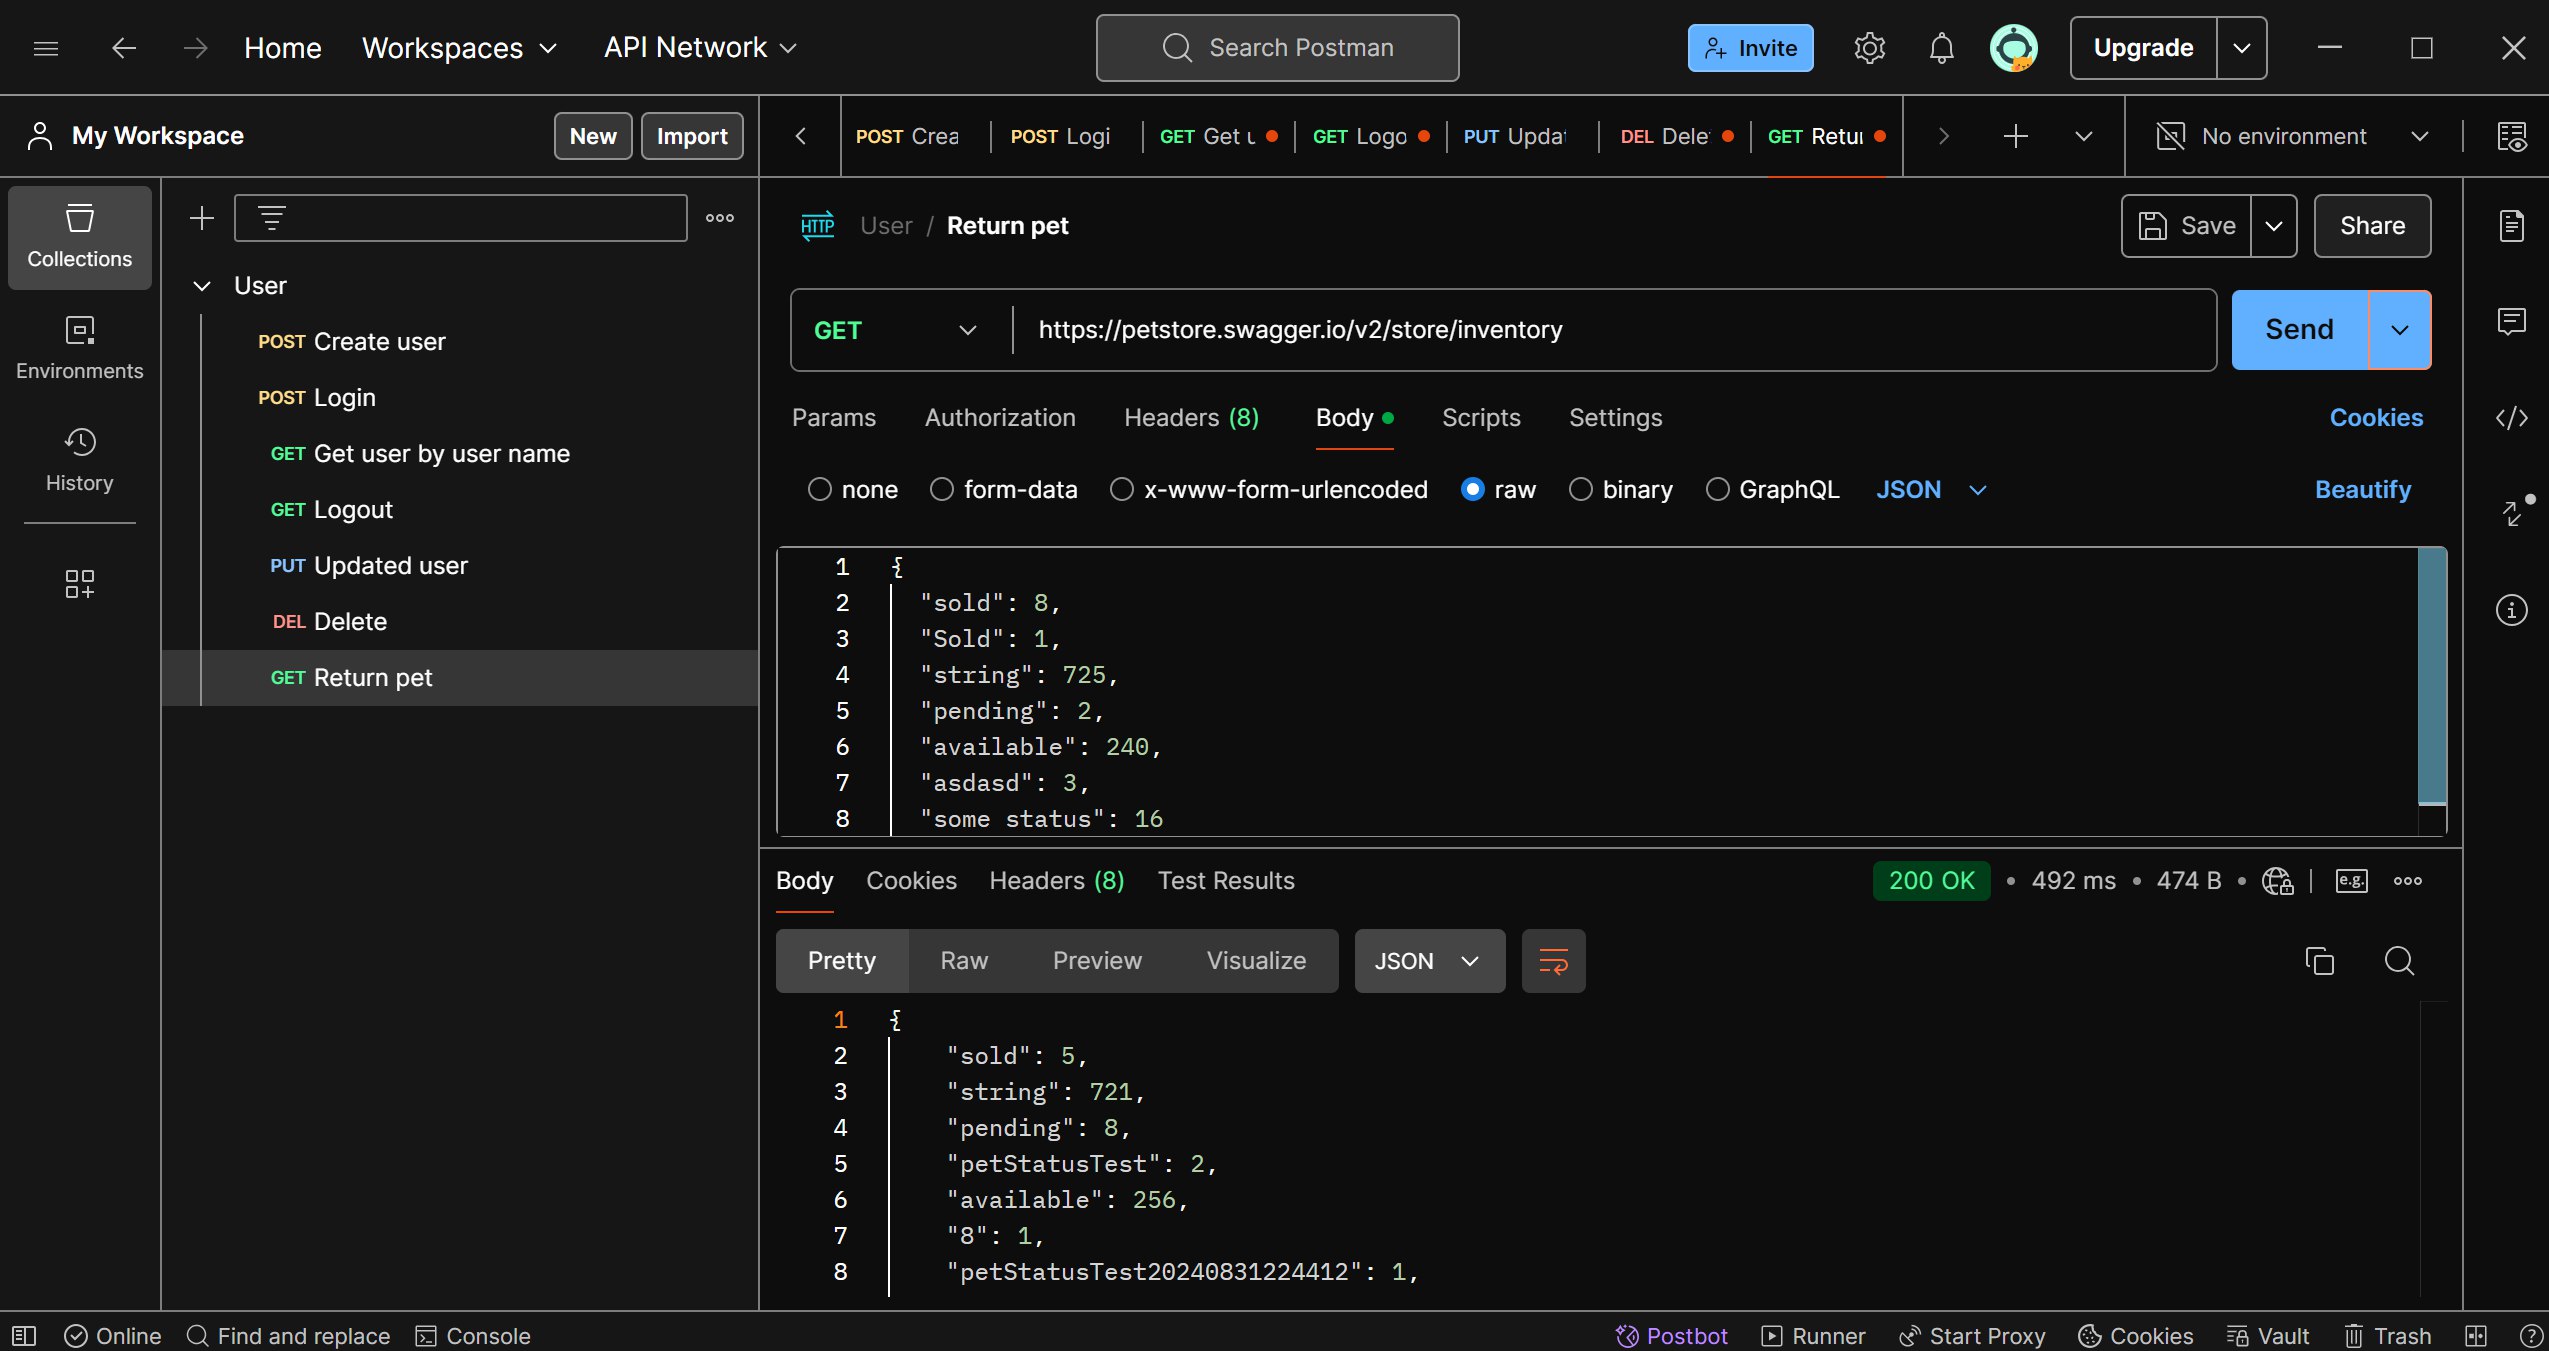 Home Workspaces API Network Search Postman Invite Upgrade
My Workspace New Import POST Crea POST Logi GET Get GET Logo PUT Upda DEL Dele GET Retu No environment
Collections
Environments
History
User
POST Create user
POST Login
GET Get user by user name
GET Logout
PUT Updated user
DEL Delete
GET Return pet
HTTP User / Return pet Save Share
GET https://petstore.swagger.io/v2/store/inventory Send
Params Authorization Headers (8) Body Scripts Settings Cookies
none form-data x-www-form-urlencoded raw binary GraphQL JSON Beautify
1 {
2 "sold": 8,
3 "Sold": 1,
4 "string": 725,
5 "pending": 2,
6 "available": 240,
7 "asdasd": 3,
8 "some status": 16
Body Cookies Headers (8) Test Results 200 OK • 492 ms • 474 B • e.g.
Pretty Raw Preview Visualize JSON
1 {
2 "sold": 5,
3 "string": 721,
4 "pending": 8,
5 "petStatusTest": 2,
6 "available": 256,
7 "8": 1,
8 "petStatusTest20240831224412": 1,
Online Find and replace Console Postbot Runner Start Proxy Cookies Vault Trash